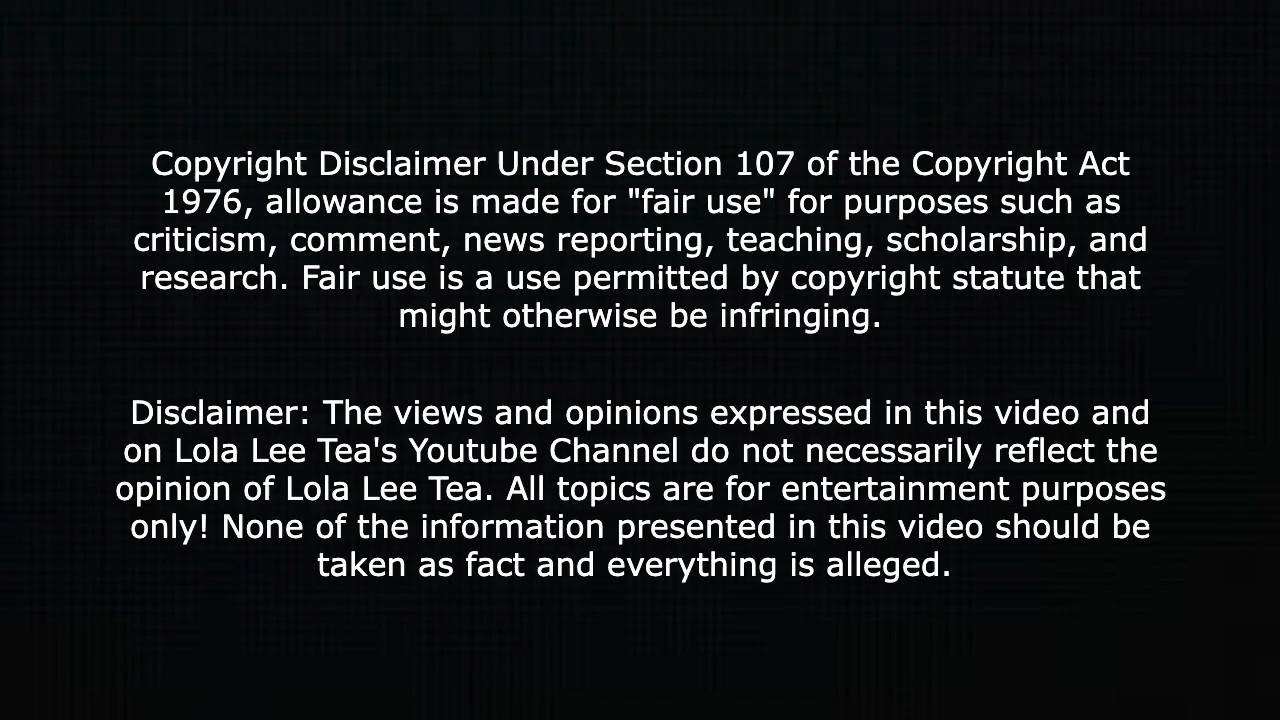 Copyright Disclaimer Under Section 107 of the Copyright Act
1976, allowance is made for "fair use" for purposes such as
criticism, comment, news reporting, teaching, scholarship, and
research. Fair use is a use permitted by copyright statute that
might otherwise be infringing.
Disclaimer: The views and opinions expressed in this video and
on Lola Lee Tea's Youtube Channel do not necessarily reflect the
opinion of Lola Lee Tea. All topics are for entertainment purposes
only! None of the information presented in this video should be
taken as fact and everything is alleged.